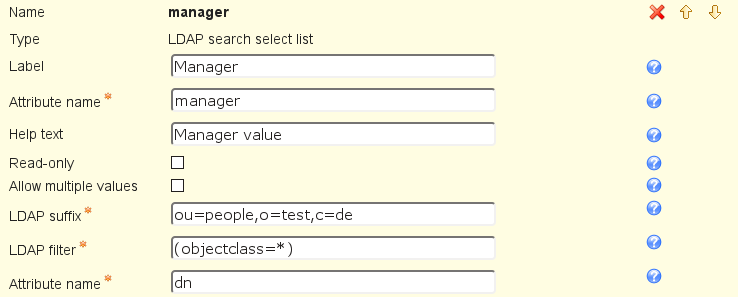 Name manager
Type LDAP search select list
Label Manager
Attribute name * manager
Help text Manager value
Read-only
Allow multiple values
LDAP suffix * ou=people,o=test,c=de
LDAP filter * (objectclass=*)
Attribute name * dn